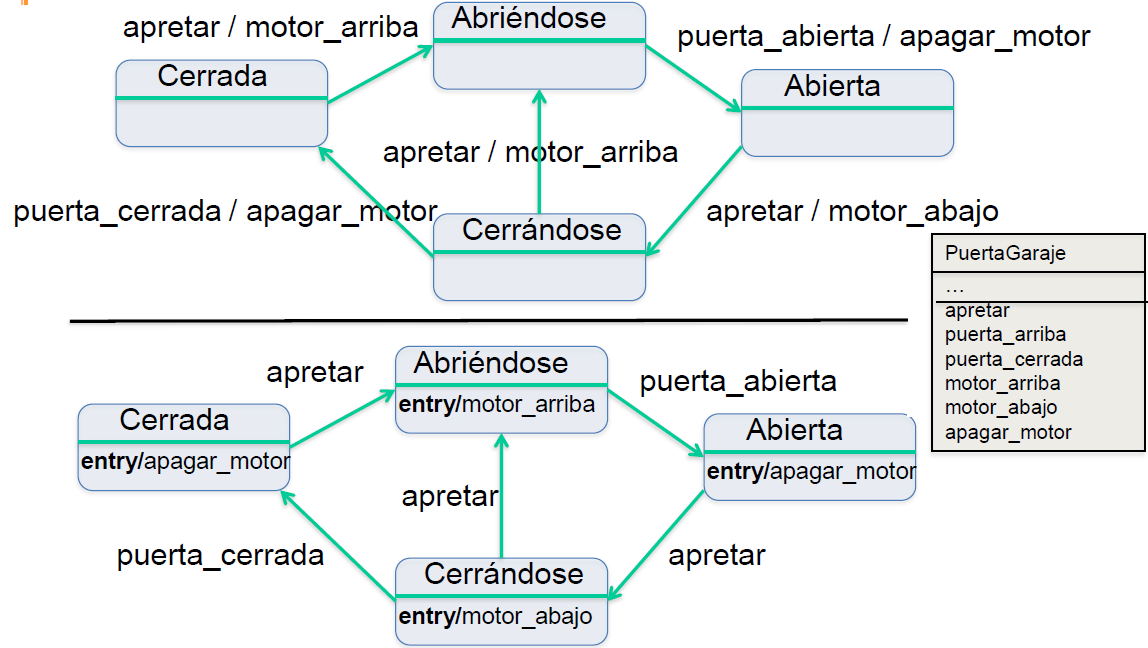 Abriéndose
apretar / motor_arriba
puerta_abierta / apagar_motor
Cerrada
Abierta
apretar / motor_arriba
puerta_cerrada / apagar_motor
apretar / motor_abajo
Cerrándose
PuertaGaraje
...
apretar
puerta_arriba
puerta_cerrada
motor_arriba
motor_abajo
apagar_motor
Abriéndose
apretar
puerta_abierta
entry/motor_arriba
Cerrada
Abierta
entry/apagar_motor
entry/apagar_motor
apretar
puerta_cerrada
apretar
Cerrándose
entry/motor_abajo